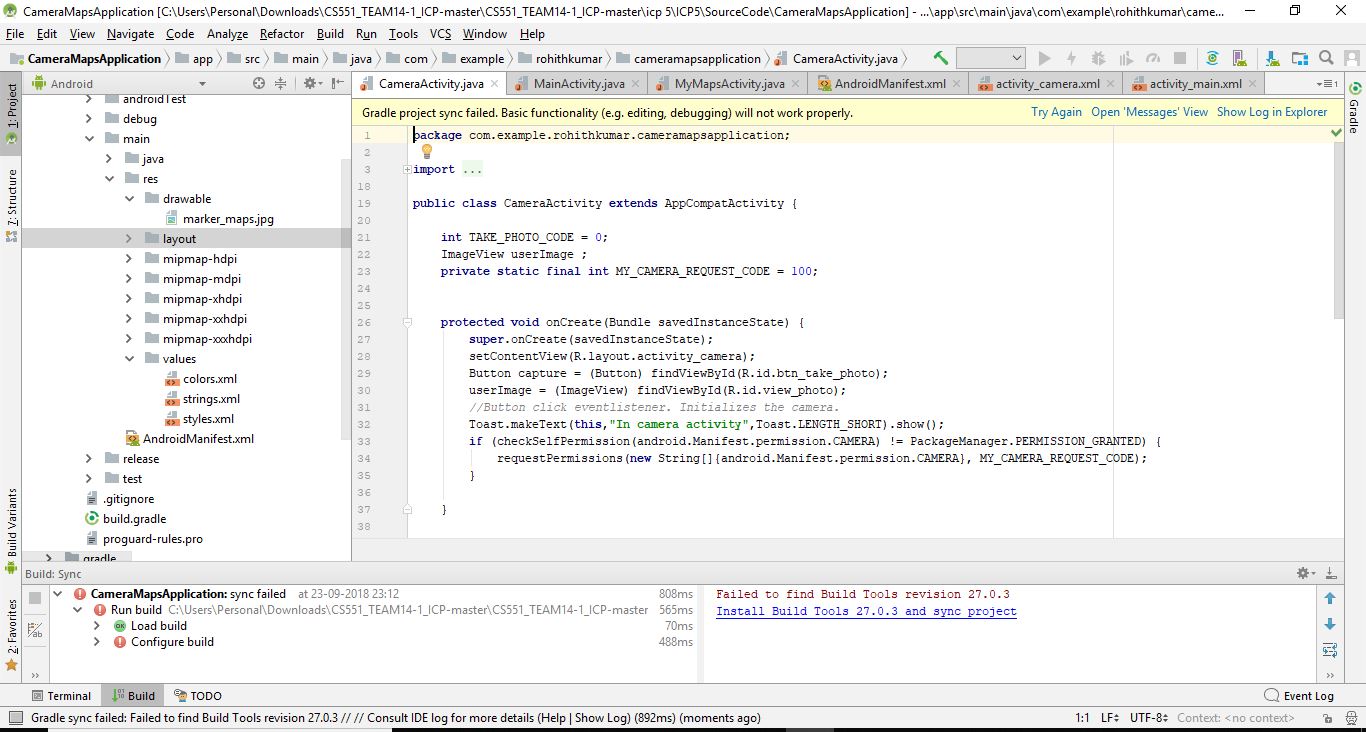 CameraMapsApplication [C:\Users\Personal\Downloads\CS551_TEAM14-1_ICP-master\CS551_TEAM14-1_ICP-master\icp 5\ICP5\SourceCode\CameraMapsApplication] - ...\app\src\main\java\com\example\rohithkumar\came...
File Edit View Navigate Code Analyze Refactor Build Run Tools VCS Window Help
CameraMapsApplication app src main java com example rohithkumar cameramapsapplication CameraActivity.java
Android
CameraActivity.java MainActivity.java MyMapsActivity.java AndroidManifest.xml activity_camera.xml activity_main.xml
Gradle project sync failed. Basic functionality (e.g. editing, debugging) will not work properly. Try Again Open 'Messages' View Show Log in Explorer
1: Project
7: Structure
Build Variants
2: Favorites
Gradle
androidTest
debug
main
java
res
drawable
marker_maps.jpg
layout
mipmap-hdpi
mipmap-mdpi
mipmap-xhdpi
mipmap-xxhdpi
mipmap-xxxhdpi
values
colors.xml
strings.xml
styles.xml
AndroidManifest.xml
release
test
.gitignore
build.gradle
proguard-rules.pro
gradle
1 package com.example.rohithkumar.cameramapsapplication;
2
3 import ...
18
19 public class CameraActivity extends AppCompatActivity {
20
21 int TAKE_PHOTO_CODE = 0;
22 ImageView userImage ;
23 private static final int MY_CAMERA_REQUEST_CODE = 100;
24
25
26 protected void onCreate(Bundle savedInstanceState) {
27 super.onCreate(savedInstanceState);
28 setContentView(R.layout.activity_camera);
29 Button capture = (Button) findViewById(R.id.btn_take_photo);
30 userImage = (ImageView) findViewById(R.id.view_photo);
31 //Button click eventlistener. Initializes the camera.
32 Toast.makeText(this,"In camera activity",Toast.LENGTH_SHORT).show();
33 if (checkSelfPermission(android.Manifest.permission.CAMERA) != PackageManager.PERMISSION_GRANTED) {
34 requestPermissions(new String[]{android.Manifest.permission.CAMERA}, MY_CAMERA_REQUEST_CODE);
35 }
36
37 }
38
Build: Sync
CameraMapsApplication: sync failed at 23-09-2018 23:12 808ms
Run build C:\Users\Personal\Downloads\CS551_TEAM14-1_ICP-master\CS551_TEAM14-1_ICP-master 565ms
Load build 70ms
Configure build 488ms
Failed to find Build Tools revision 27.0.3
Install Build Tools 27.0.3 and sync project
Terminal Build TODO Event Log
Gradle sync failed: Failed to find Build Tools revision 27.0.3 // // Consult IDE log for more details (Help | Show Log) (892ms) (moments ago) 1:1 LF÷ UTF-8÷ Context: <no context>